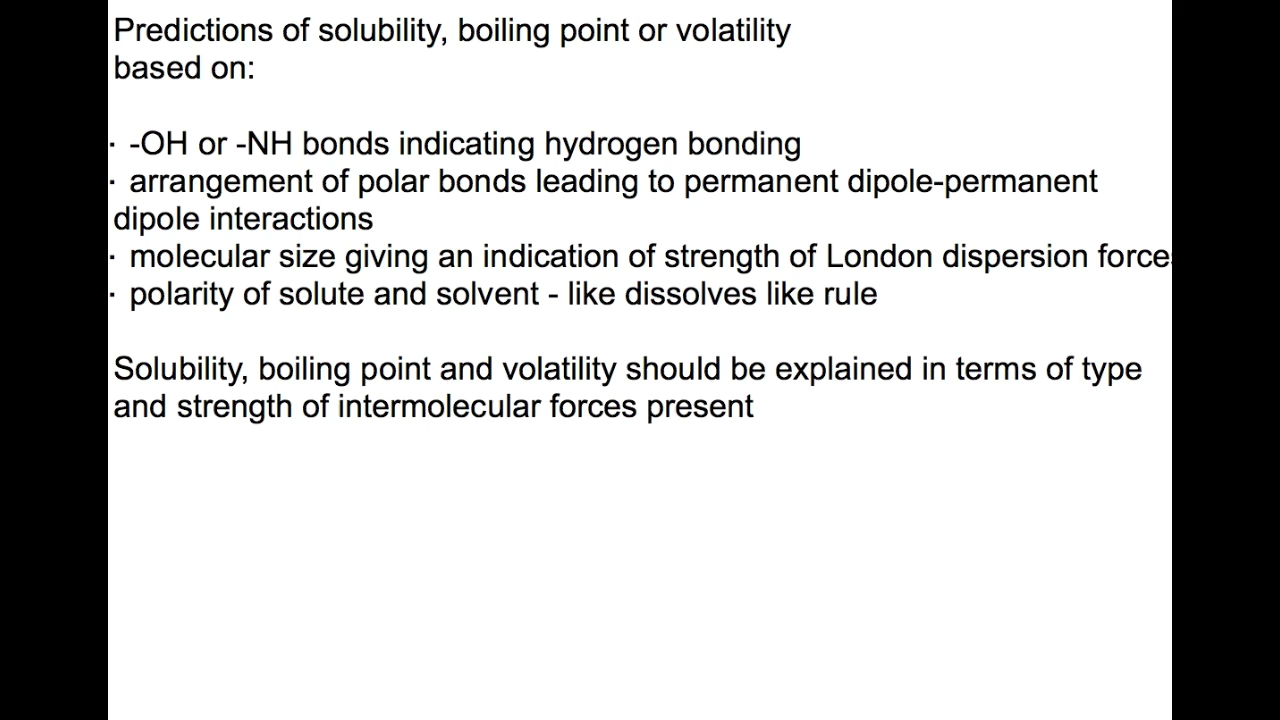 Predictions of solubility, boiling point or volatility
based on:
· -OH or -NH bonds indicating hydrogen bonding
· arrangement of polar bonds leading to permanent dipole-permanent
dipole interactions
· molecular size giving an indication of strength of London dispersion force
· polarity of solute and solvent - like dissolves like rule
Solubility, boiling point and volatility should be explained in terms of type
and strength of intermolecular forces present